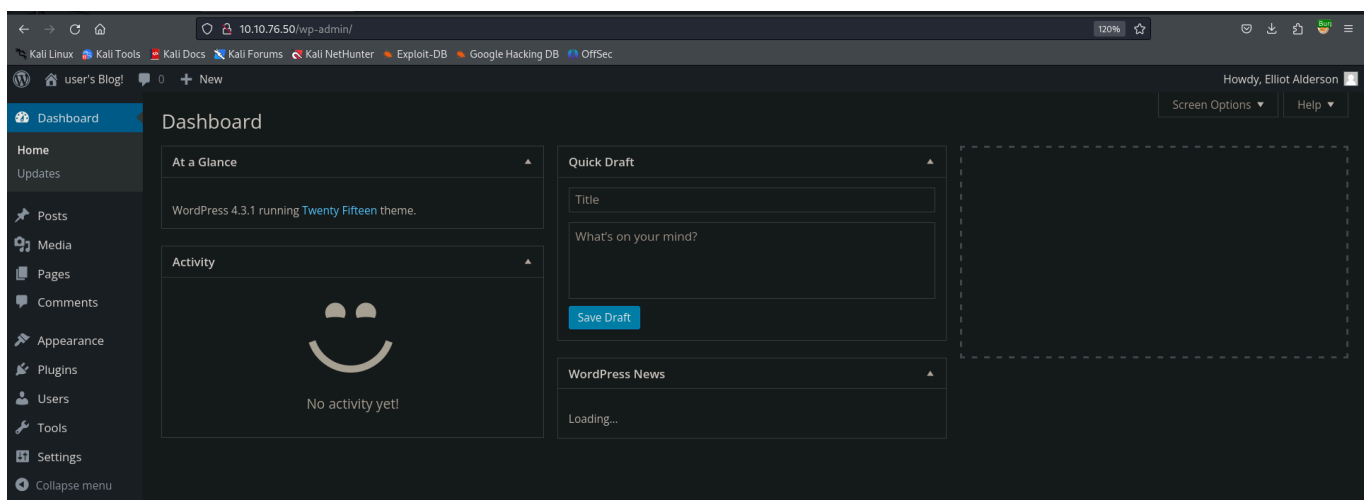 10.10.76.50/wp-admin/
120%
Bun
Kali Linux Kali Tools Kali Docs Kali Forums Kali NetHunter Exploit-DB Google Hacking DB OffSec
user's Blog! 0 + New Howdy, Elliot Alderson
Screen Options ▼ Help ▼
Dashboard
Home
Updates
Posts
Media
Pages
Comments
Appearance
Plugins
Users
Tools
Settings
Collapse menu
Dashboard
At a Glance
WordPress 4.3.1 running Twenty Fifteen theme.
Activity
No activity yet!
Quick Draft
Title
What's on your mind?
Save Draft
WordPress News
Loading...